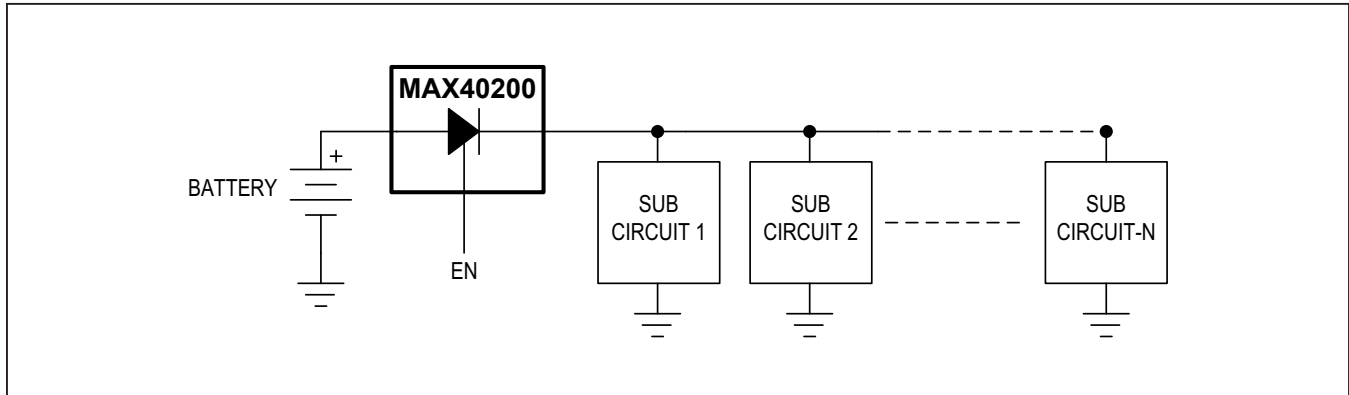 MAX40200
+
BATTERY
EN
SUB
CIRCUIT 1
SUB
CIRCUIT 2
SUB
CIRCUIT-N